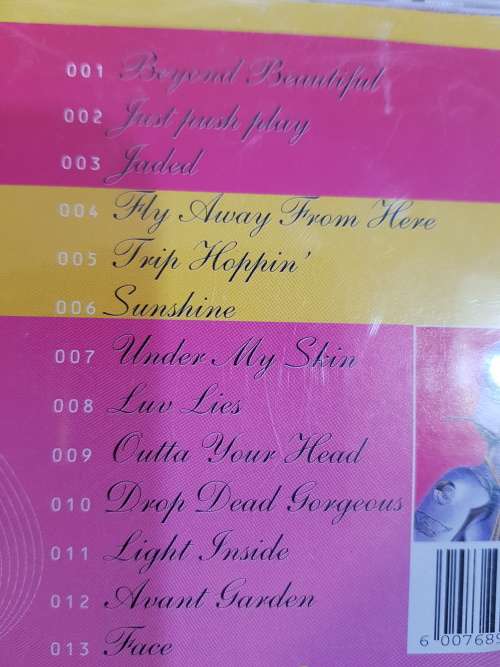 001 Beyond Beautiful
002 Just push play
003 Jaded
004 Fly Away From Here
005 Trip Hoppin'
006 Sunshine
007 Under My Skin
008 Luv Lies
009 Outta Your Head
010 Drop Dead Gorgeous
011 Light Inside
012 Avant Garden
013 Face
6 007689